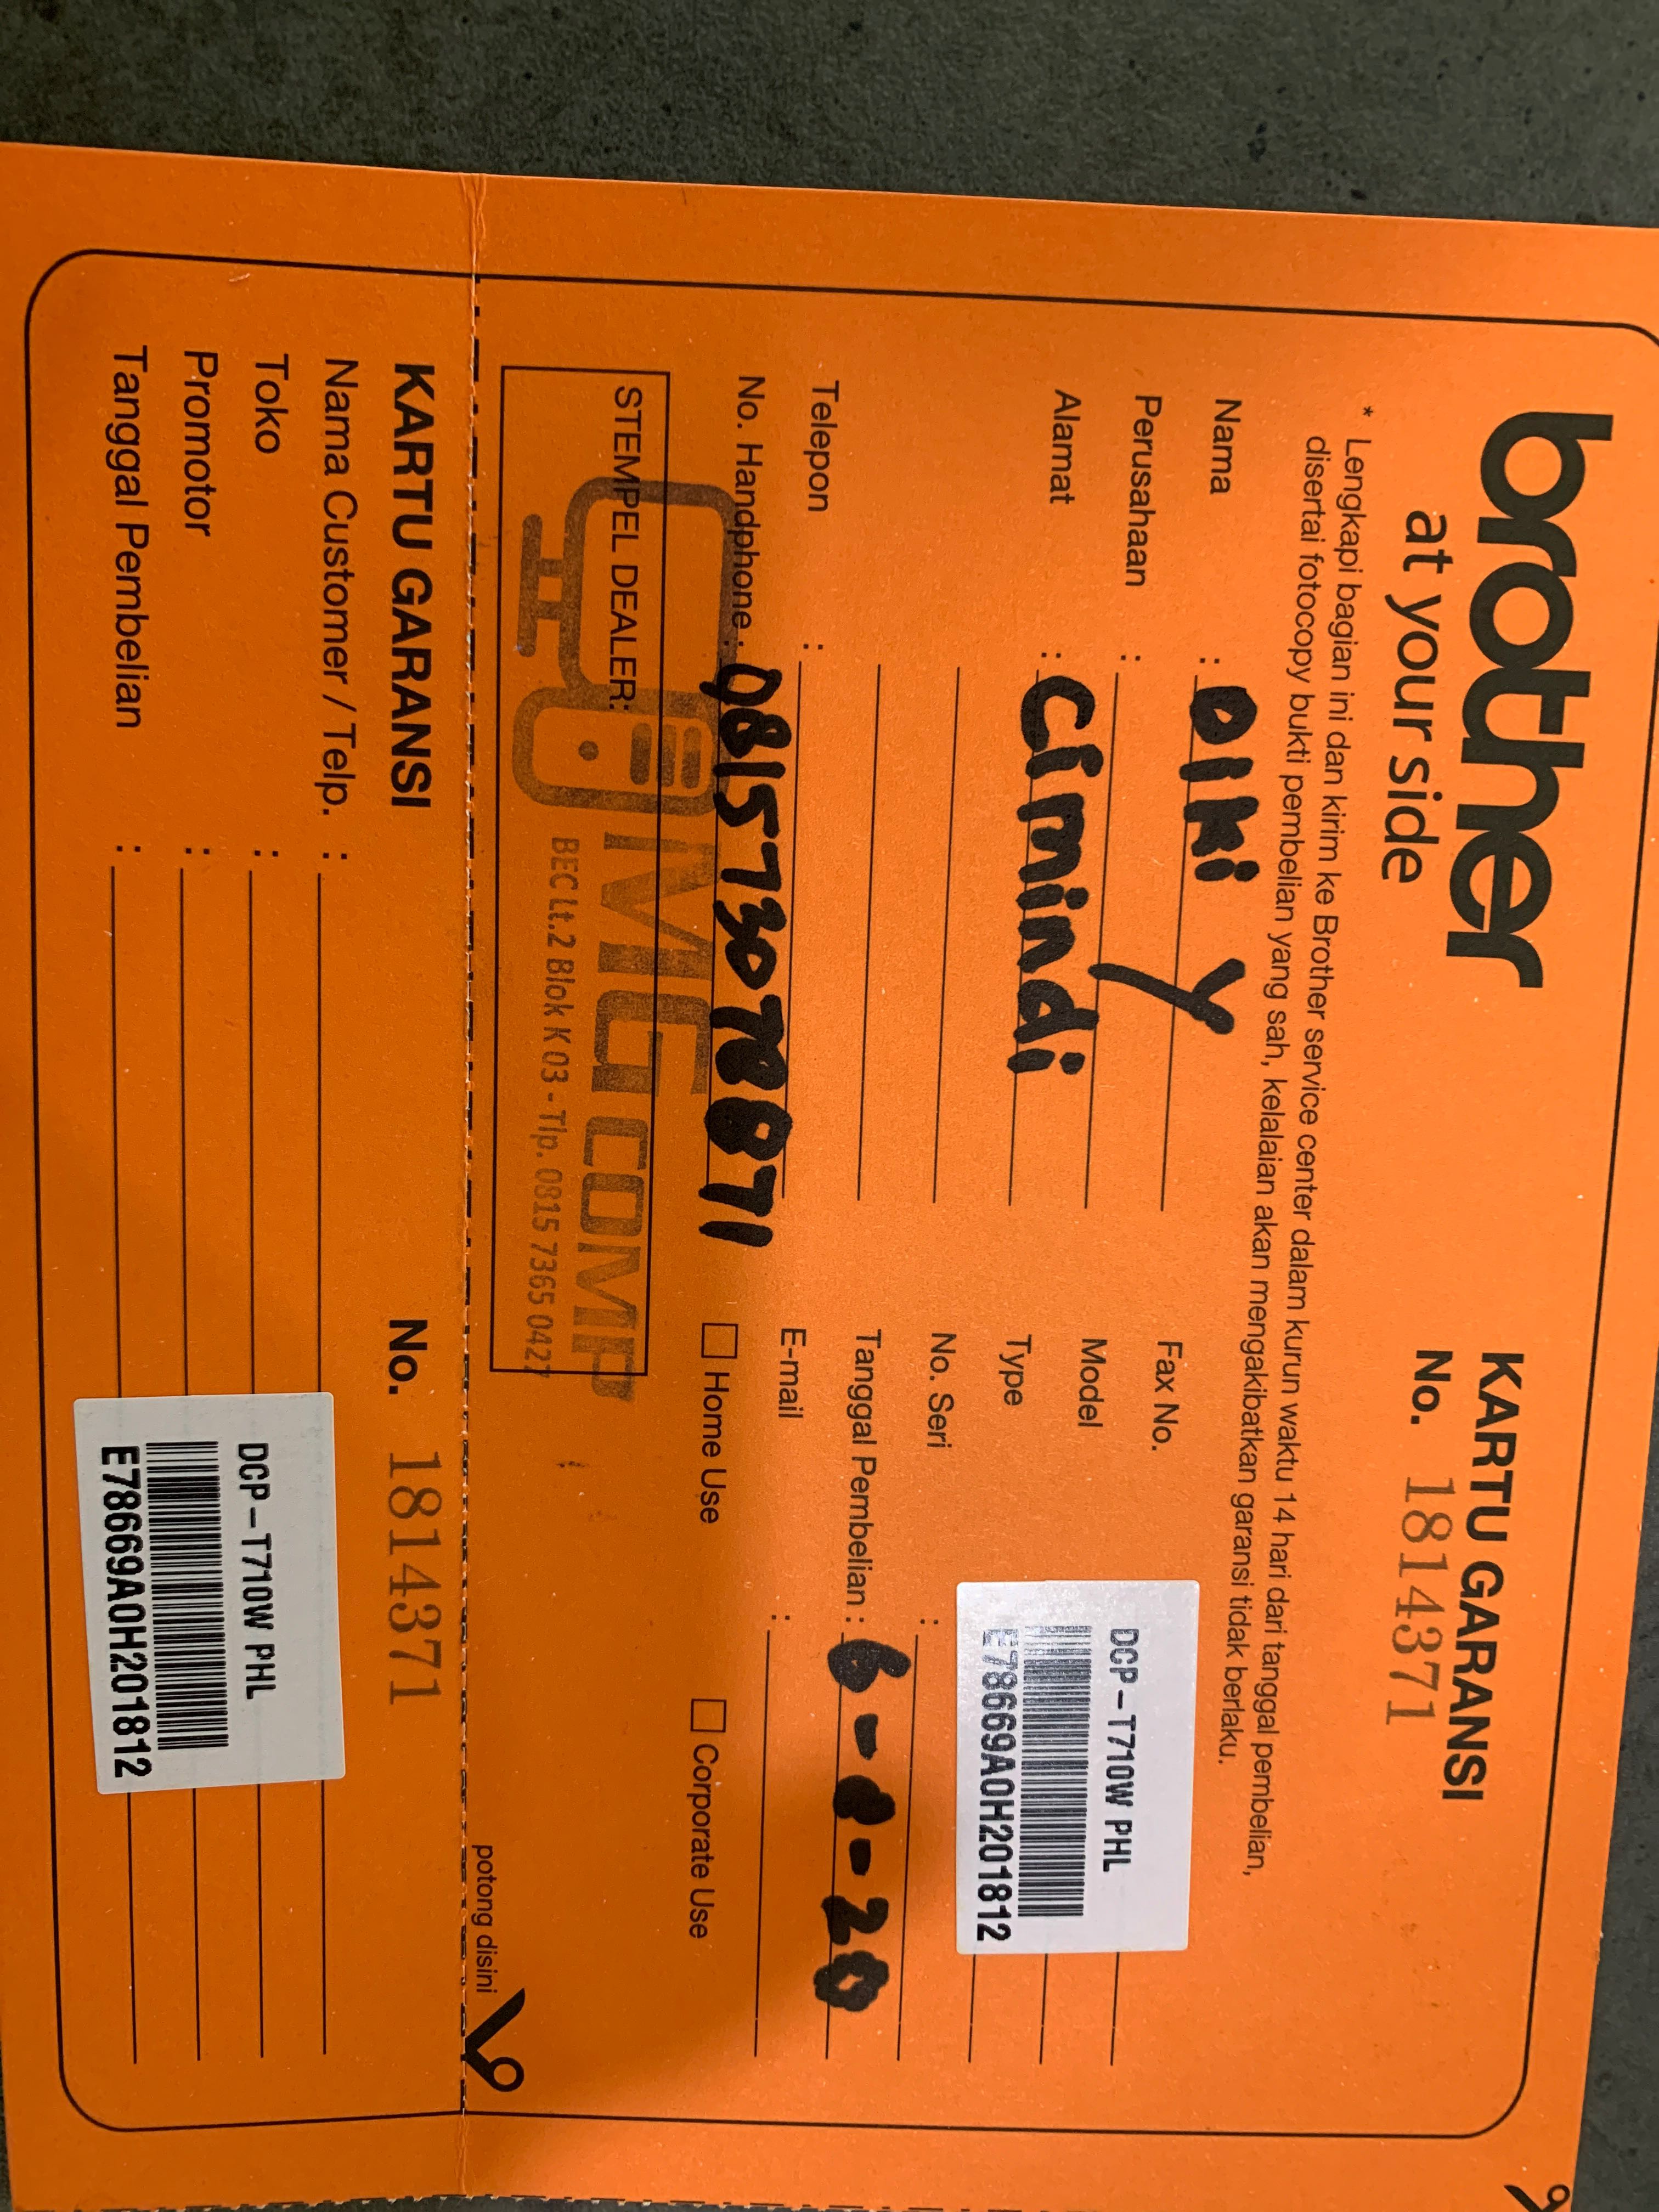 brother
at your side
KARTU GARANSI
No. 1814371
* Lengkapi bagian ini dan kirim ke Brother service center dalam kurun waktu 14 hari dari tanggal pembelian,
disertai fotocopy bukti pembelian yang sah, kelalaian akan mengakibatkan garansi tidak berlaku.
Nama : Olki Y
Perusahaan :
Alamat : Cimindi
Telepon :
No. Handphone : 081573078871
Fax No.
Model
Type
No. Seri :
DCP-T710W PHL
E78669A0H201812
Tanggal Pembelian : 6-8-20
E-mail :
Home Use
Corporate Use
STEMPEL DEALER:
MG COMP
BEC Lt.2 Blok K 03 - Tlp. 0815 7365 0427
potong disini
KARTU GARANSI
No. 1814371
Nama Customer / Telp. :
Toko :
Promotor :
Tanggal Pembelian :
DCP-T710W PHL
E78669A0H201812